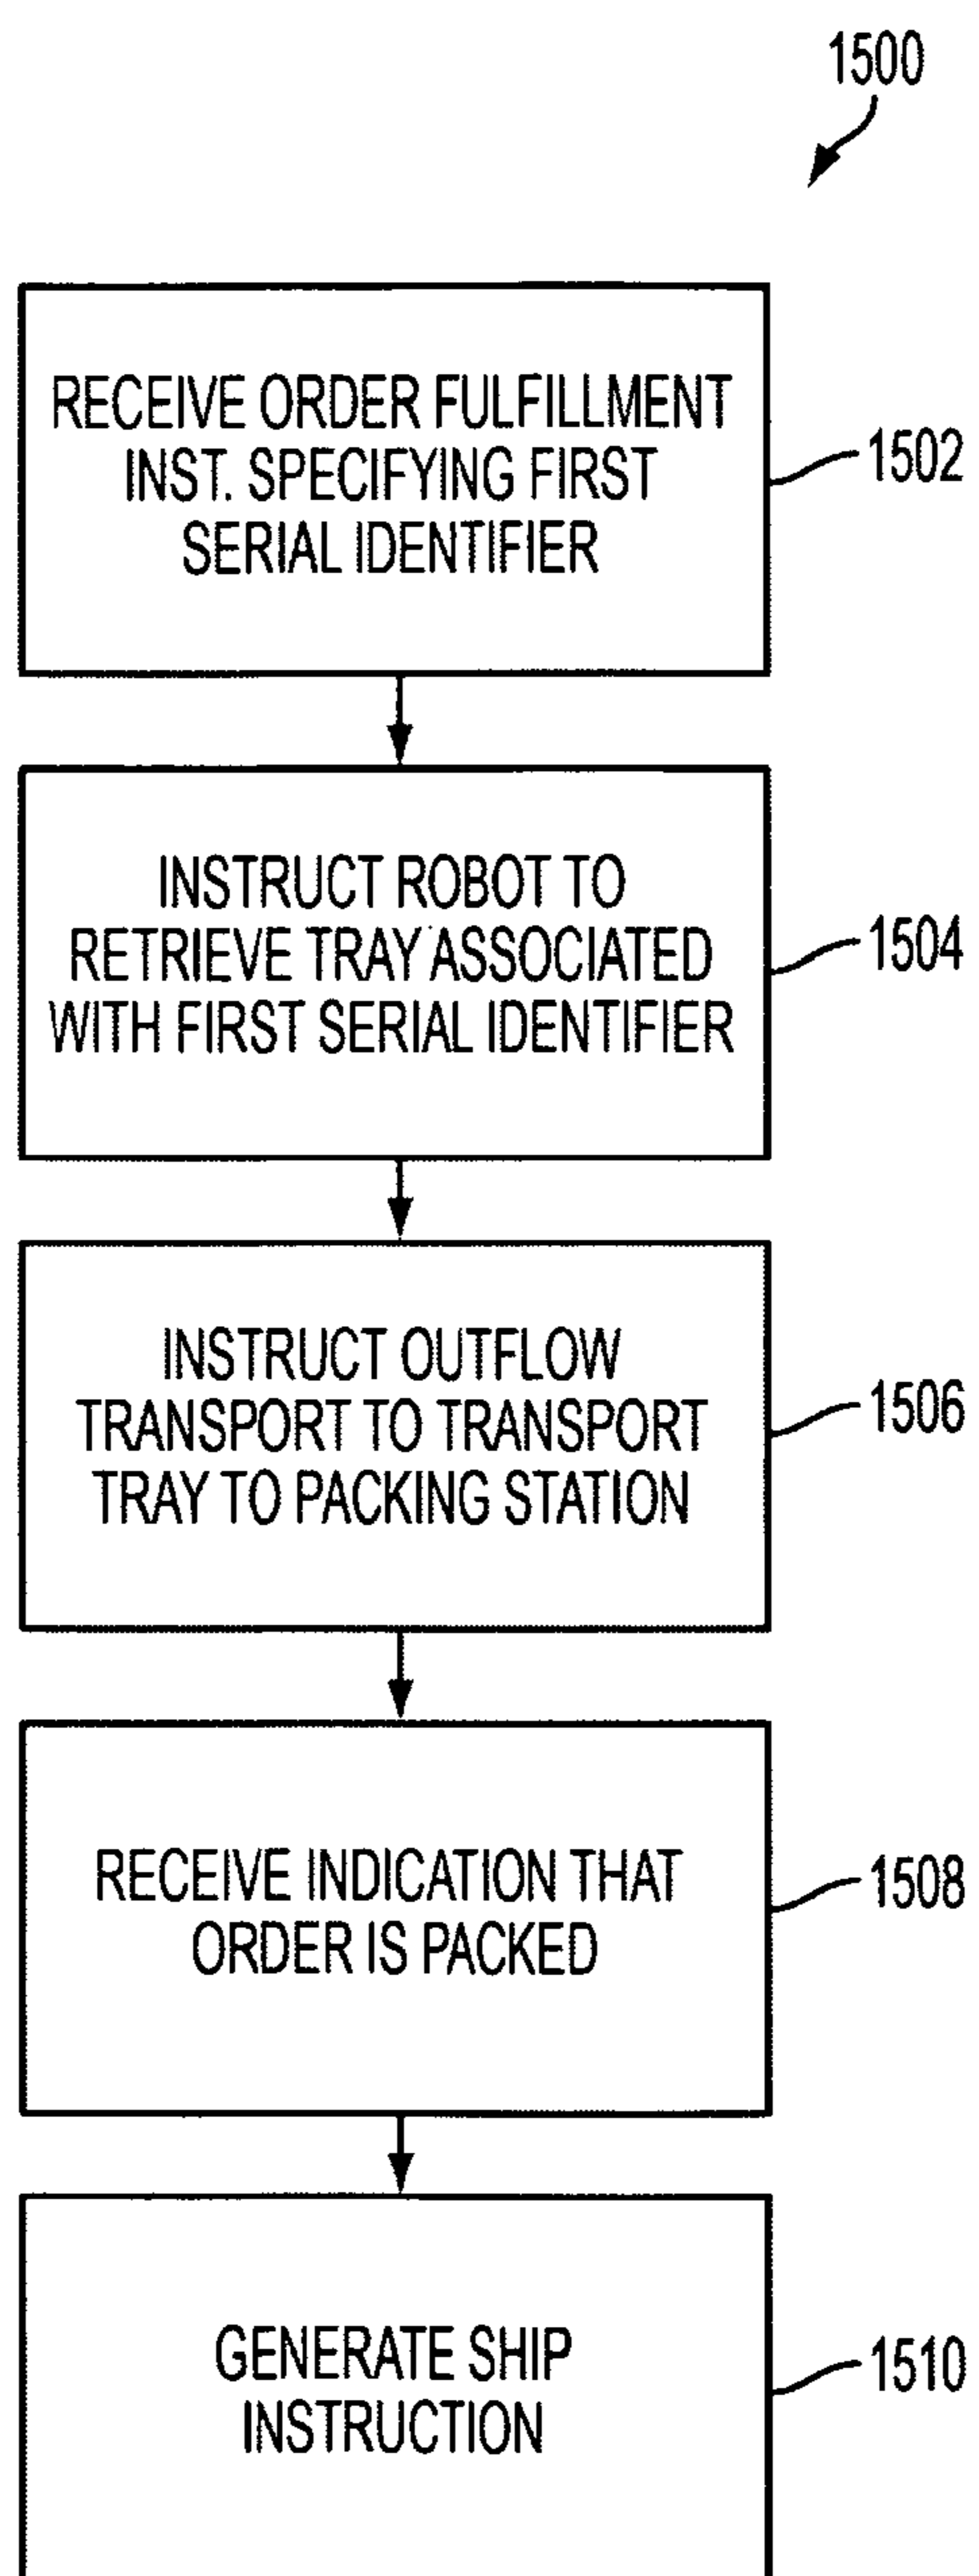 1500
RECEIVE ORDER FULFILLMENT
INST. SPECIFYING FIRST
SERIAL IDENTIFIER
1502
INSTRUCT ROBOT TO
RETRIEVE TRAY ASSOCIATED
WITH FIRST SERIAL IDENTIFIER
1504
INSTRUCT OUTFLOW
TRANSPORT TO TRANSPORT
TRAY TO PACKING STATION
1506
RECEIVE INDICATION THAT
ORDER IS PACKED
1508
GENERATE SHIP
INSTRUCTION
1510